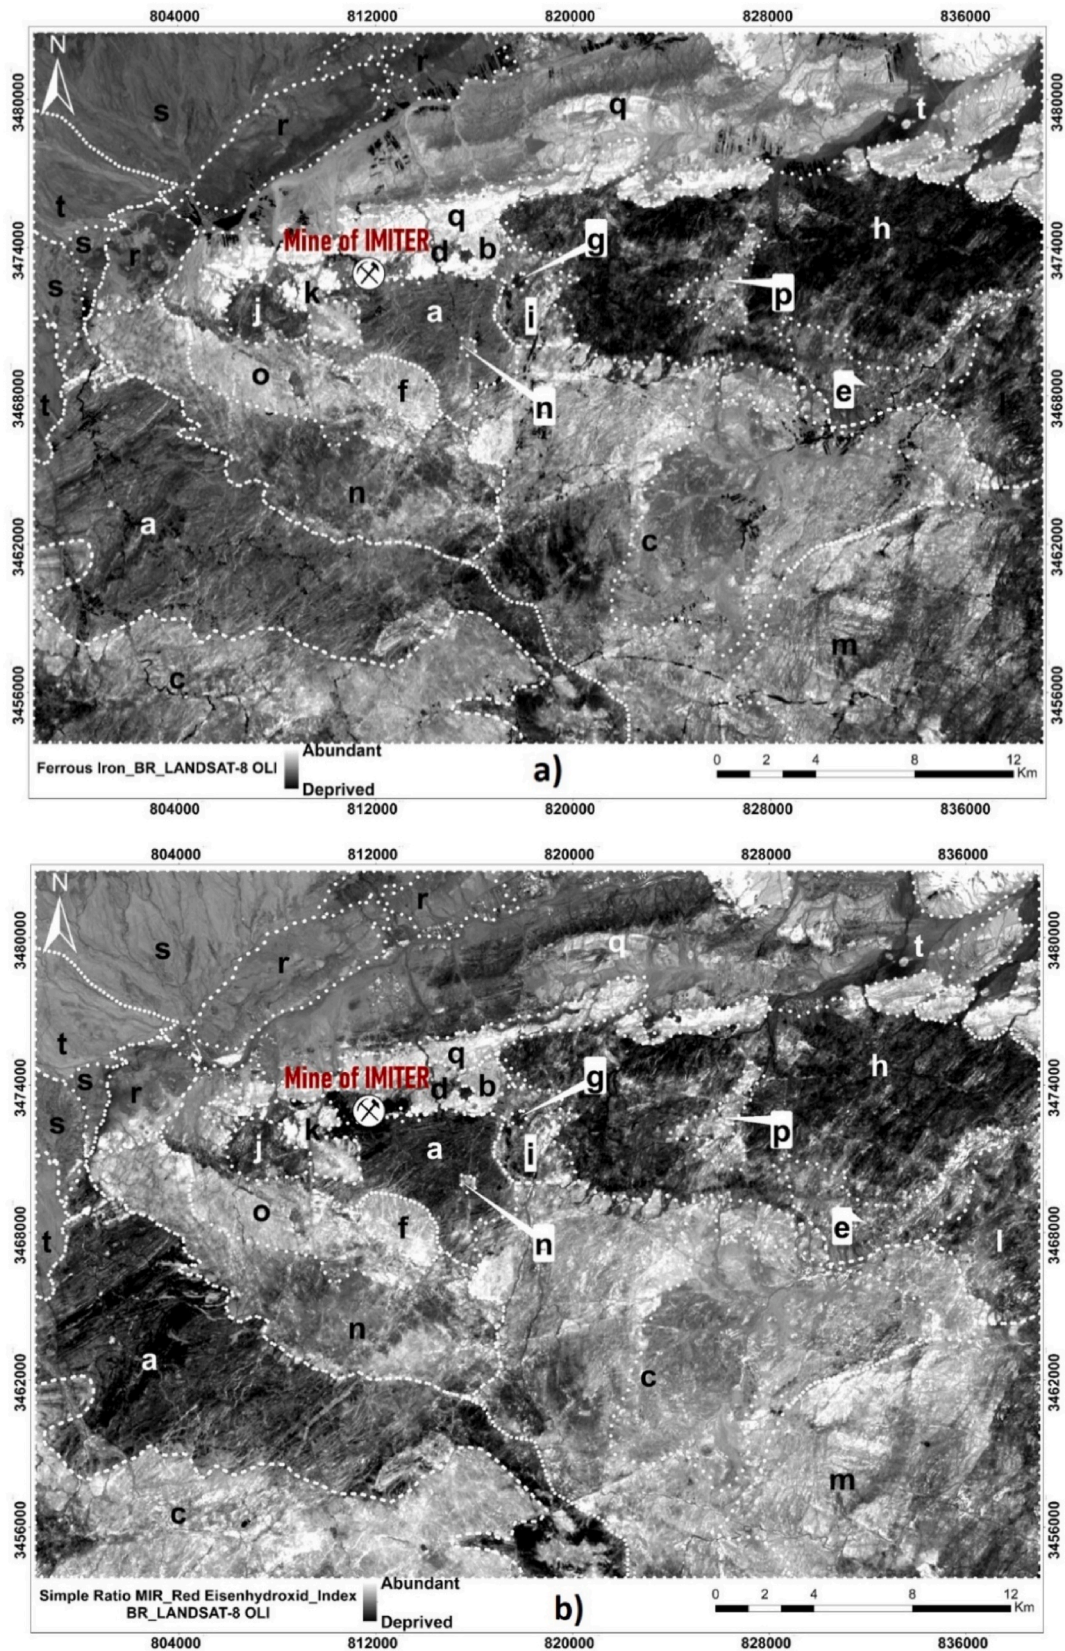 804000 812000 820000 828000 836000
N
r
s
r
q
t
3480000
3480000
t
q
h
s
r
Mine of IMITER
d
b
g
3474000
3474000
s
k
j
a
i
p
o
f
e
l
3468000
3468000
t
n
n
a
c
3462000
3462000
m
c
3456000
3456000
Ferrous Iron_BR_LANDSAT-8 OLI
Abundant
Deprived
a)
0 2 4 8 12
Km
804000 812000 820000 828000 836000
804000 812000 820000 828000 836000
N
r
s
r
q
t
3480000
3480000
t
q
h
s
r
Mine of IMITER
d
b
g
3474000
3474000
s
k
j
a
i
p
o
f
e
l
3468000
3468000
t
n
n
a
c
3462000
3462000
m
c
3456000
3456000
Simple Ratio MIR_Red Eisenhydroxid_Index
BR_LANDSAT-8 OLI
Abundant
Deprived
b)
0 2 4 8 12
Km
804000 812000 820000 828000 836000